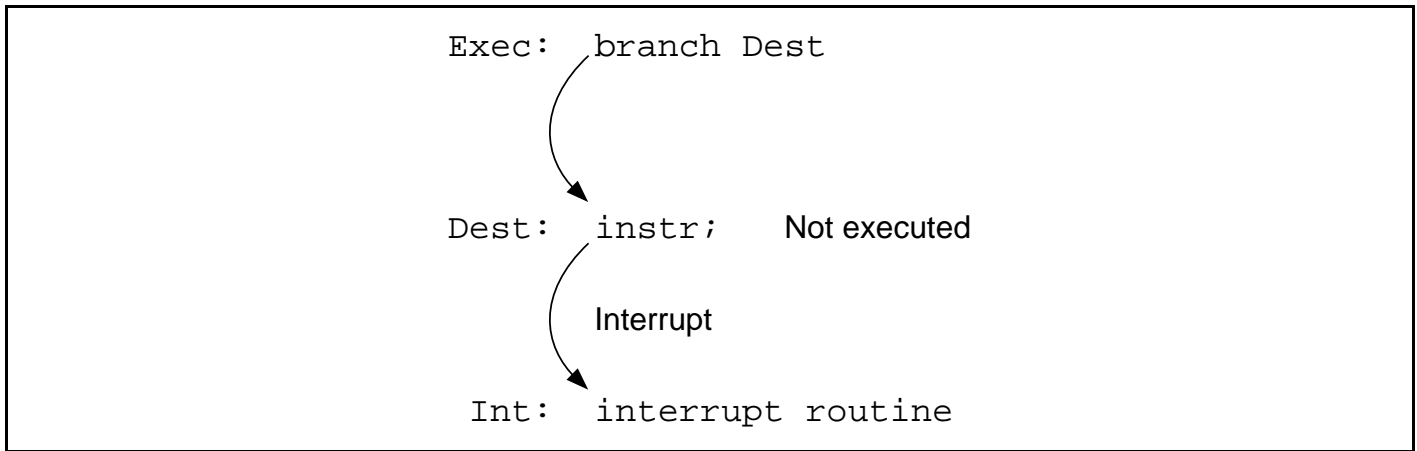 Exec: branch Dest
Dest: instr; Not executed
Interrupt
Int: interrupt routine